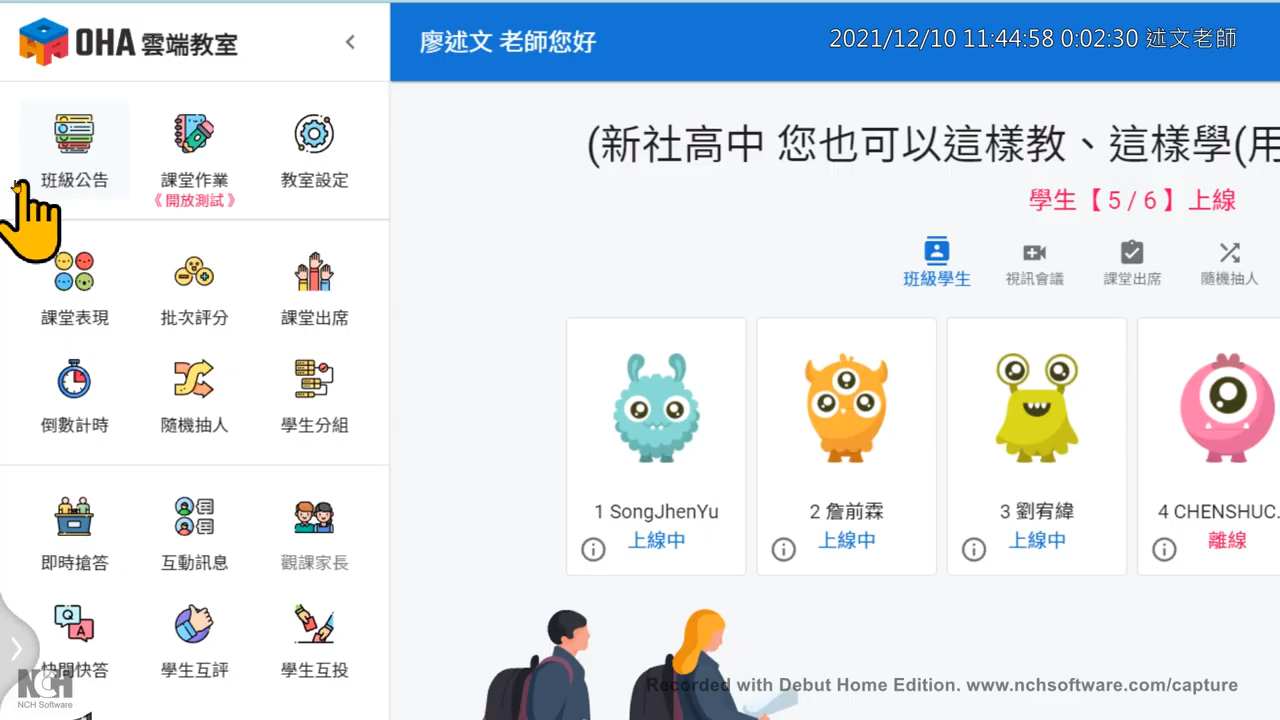 OHA 雲端教室
廖述文 老師您好
2021/12/10 11:44:58 0:02:30 述文老師
班級公告
課堂作業
《 開放測試 》
教室設定
課堂表現
批次評分
課堂出席
倒數計時
隨機抽人
學生分組
即時搶答
互動訊息
觀課家長
快問快答
學生互評
學生互投
Q
A
(新社高中 您也可以這樣教、這樣學(用
學生【 5 / 6 】上線
班級學生
視訊會議
課堂出席
隨機抽人
1 SongJhenYu
上線中
2 詹前霖
上線中
3 劉宥緯
上線中
4 CHENSHUC...
離線
NCH
NCH Software
Recorded with Debut Home Edition. www.nchsoftware.com/capture